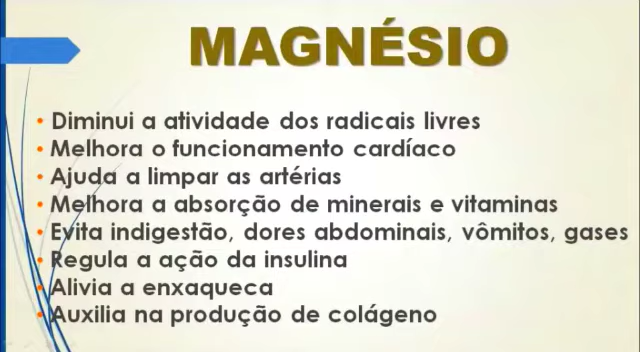 MAGNÉSIO
• Diminui a atividade dos radicais livres
• Melhora o funcionamento cardíaco
• Ajuda a limpar as artérias
• Melhora a absorção de minerais e vitaminas
• Evita indigestão, dores abdominais, vômitos, gases
• Regula a ação da insulina
• Alivia a enxaqueca
• Auxilia na produção de colágeno